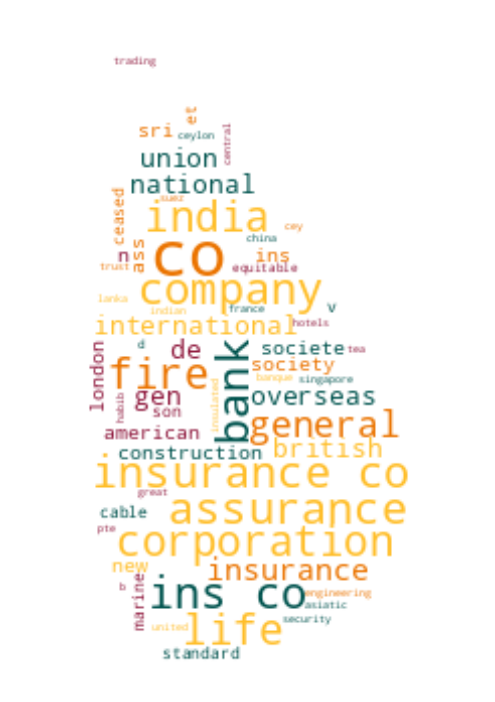 trading
et
sri
ceylon
central
union
national
suez
ceased
india
cey
china
n
ass
co
ins
trust
equitable
company
lanka
indian
france
v
international
hotels
london
d
de
bank
societe
tea
fire
society
banque
singapore
habib
gen
insulated
overseas
son
general
american
british
construction
insurance co
great
cable
assurance
pte
corporation
new
insurance
b
marine
ins co
engineering
asiatic
united
life
security
standard